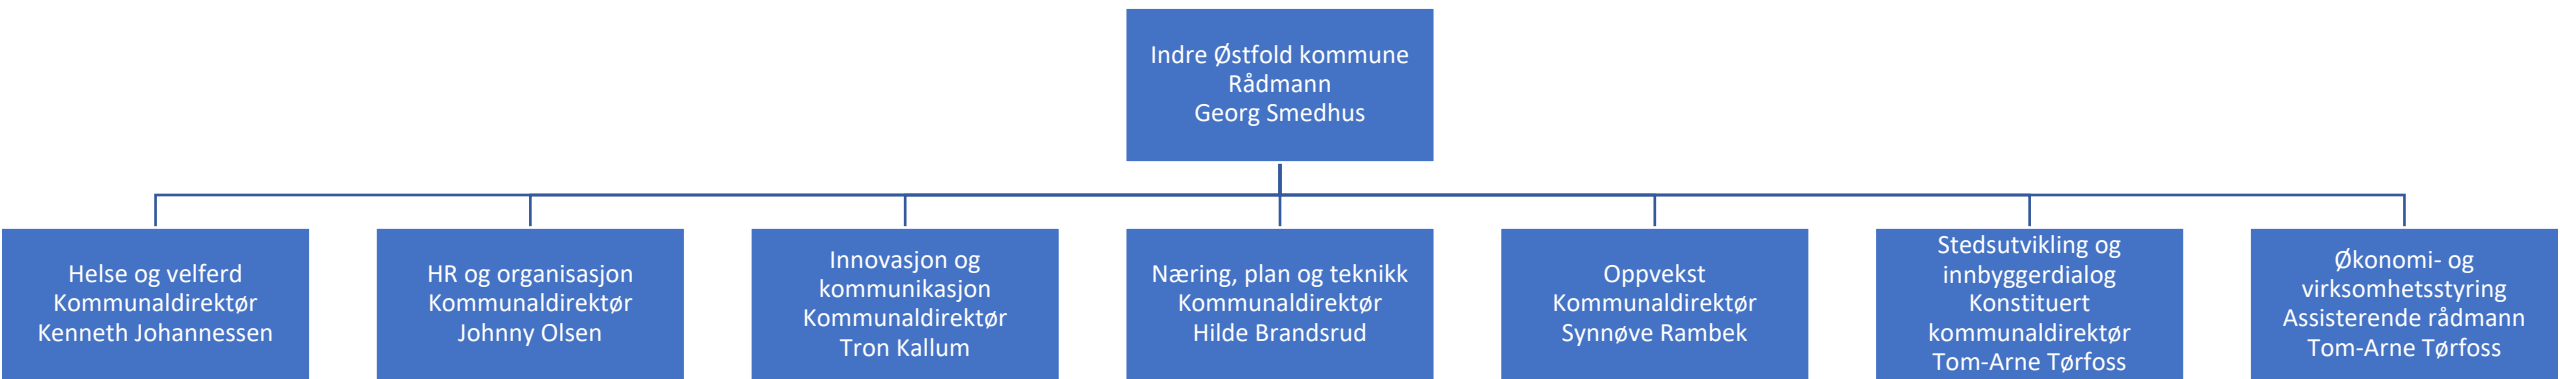 Indre Østfold kommune
Rådmann
Georg Smedhus
Helse og velferd
Kommunaldirektør
Kenneth Johannessen
HR og organisasjon
Kommunaldirektør
Johnny Olsen
Innovasjon og
kommunikasjon
Kommunaldirektør
Tron Kallum
Næring, plan og teknikk
Kommunaldirektør
Hilde Brandsrud
Oppvekst
Kommunaldirektør
Synnøve Rambek
Stedsutvikling og
innbyggerdialog
Konstituert
kommunaldirektør
Tom-Arne Tørfoss
Økonomi- og
virksomhetsstyring
Assisterende rådmann
Tom-Arne Tørfoss